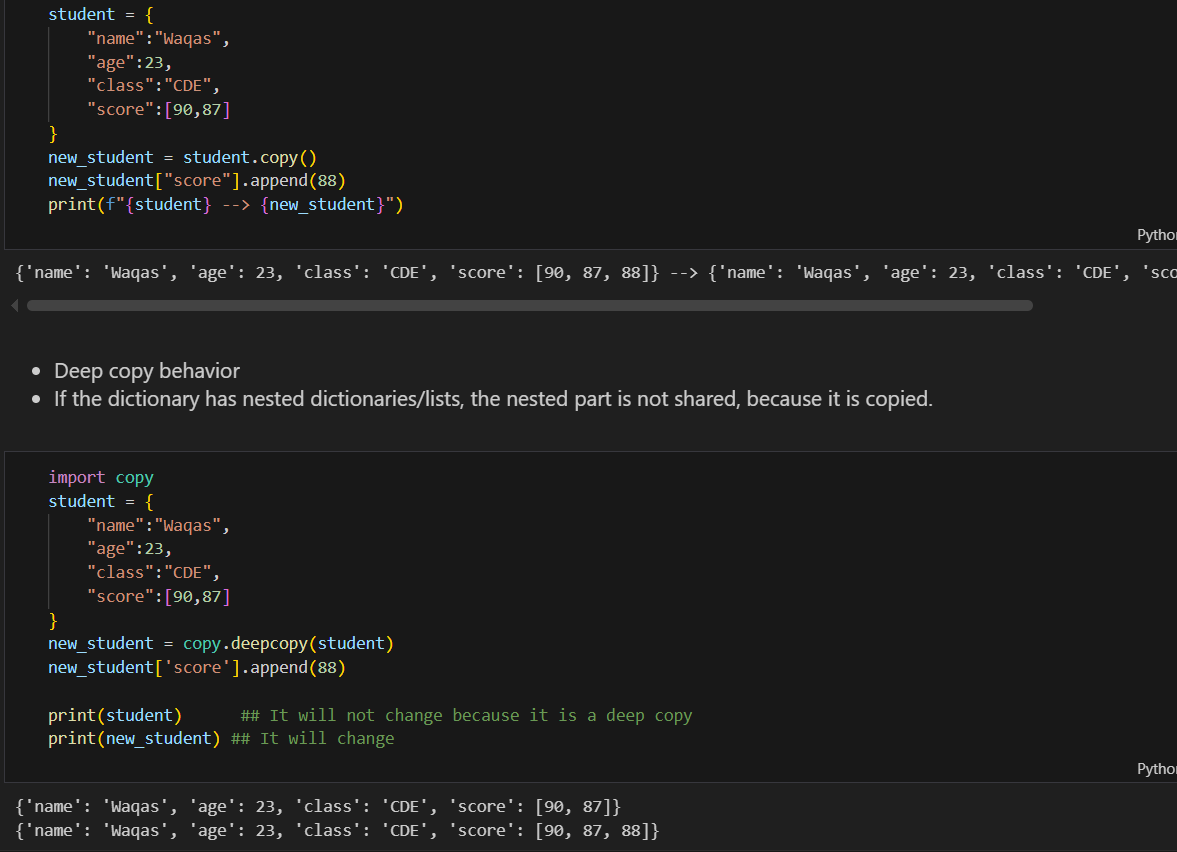 student = {
    "name":"Waqas",
    "age":23,
    "class":"CDE",
    "score":[90,87]
}
new_student = student.copy()
new_student["score"].append(88)
print(f"{student} --> {new_student}")
{'name': 'Waqas', 'age': 23, 'class': 'CDE', 'score': [90, 87, 88]} --> {'name': 'Waqas', 'age': 23, 'class': 'CDE',
• Deep copy behavior
• If the dictionary has nested dictionaries/lists, the nested part is not shared, because it is copied.
import copy
student = {
    "name":"Waqas",
    "age":23,
    "class":"CDE",
    "score":[90,87]
}
new_student = copy.deepcopy(student)
new_student['score'].append(88)
print(student)      ## It will not change because it is a deep copy
print(new_student) ## It will change
{'name': 'Waqas', 'age': 23, 'class': 'CDE', 'score': [90, 87]}
{'name': 'Waqas', 'age': 23, 'class': 'CDE', 'score': [90, 87, 88]}